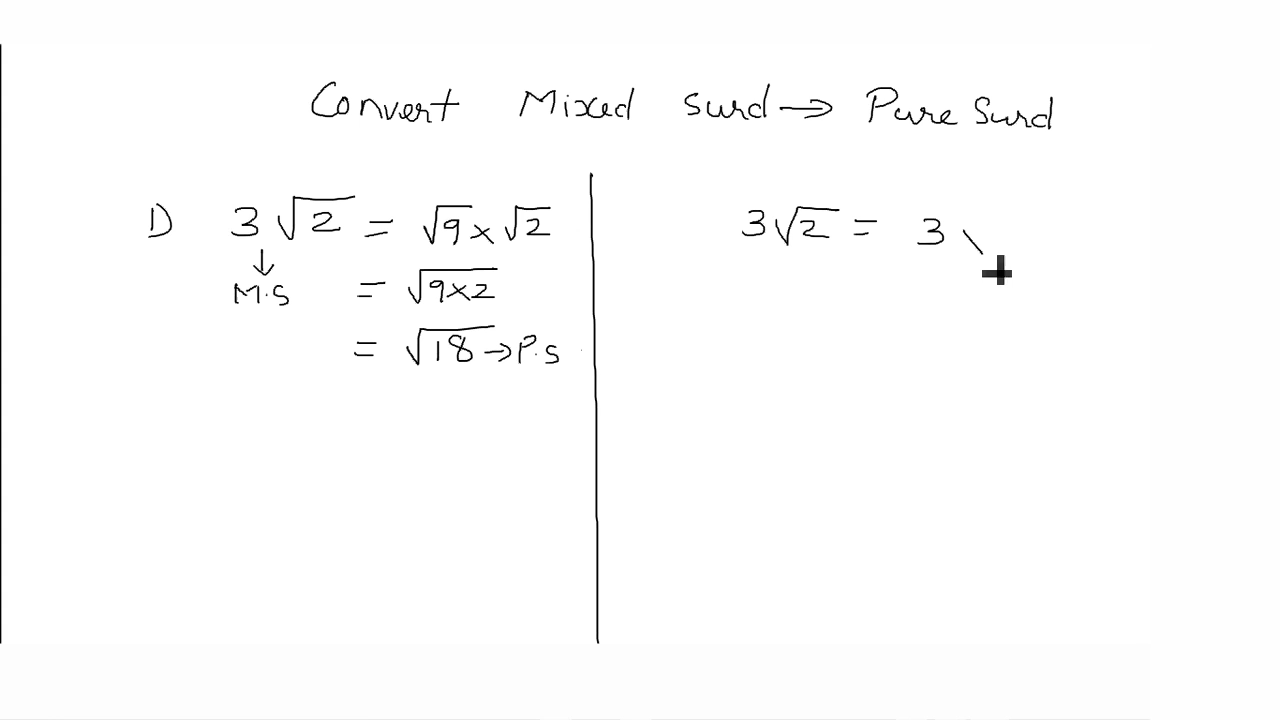 Convert Mixed Surd → Pure Surd
1) 3√2 = √9 × √2
↓
M.S = √9×2
= √18 → P.S
3√2 = 3